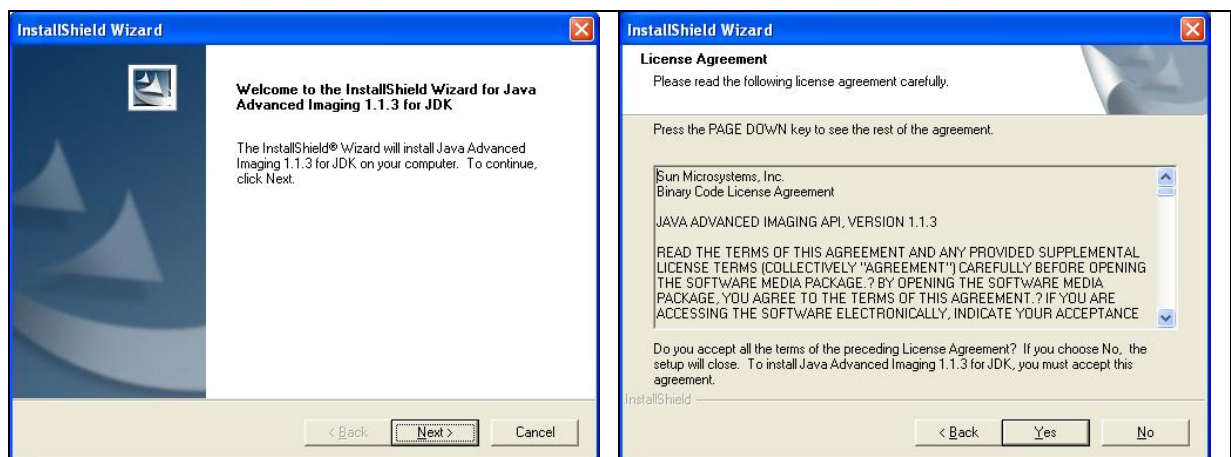 InstallShield Wizard
Welcome to the InstallShield Wizard for Java
Advanced Imaging 1.1.3 for JDK
The InstallShield® Wizard will install Java Advanced
Imaging 1.1.3 for JDK on your computer. To continue,
click Next.
< Back
Next >
Cancel
InstallShield Wizard
License Agreement
Please read the following license agreement carefully.
Press the PAGE DOWN key to see the rest of the agreement.
Sun Microsystems, Inc.
Binary Code License Agreement
JAVA ADVANCED IMAGING API, VERSION 1.1.3
READ THE TERMS OF THIS AGREEMENT AND ANY PROVIDED SUPPLEMENTAL
LICENSE TERMS (COLLECTIVELY "AGREEMENT") CAREFULLY BEFORE OPENING
THE SOFTWARE MEDIA PACKAGE.? BY OPENING THE SOFTWARE MEDIA
PACKAGE, YOU AGREE TO THE TERMS OF THIS AGREEMENT.? IF YOU ARE
ACCESSING THE SOFTWARE ELECTRONICALLY, INDICATE YOUR ACCEPTANCE
Do you accept all the terms of the preceding License Agreement? If you choose No, the
setup will close. To install Java Advanced Imaging 1.1.3 for JDK, you must accept this
agreement.
InstallShield
< Back
Yes
No